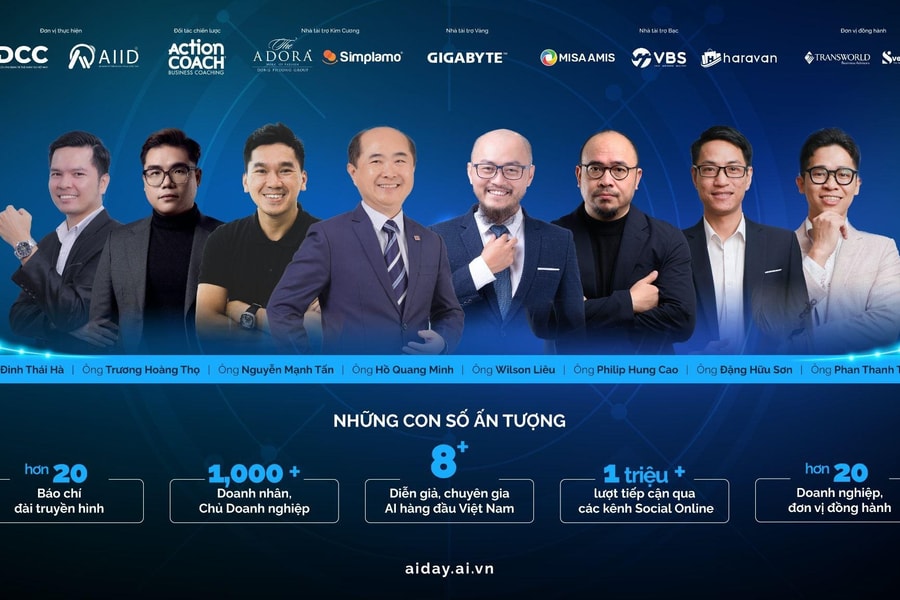 Đơn vị thực hiện
Đối tác chiến lược
Nhà tài trợ Kim Cương
Nhà tài trợ Vàng
Nhà tài trợ Bạc
Đơn vị đồng hành
DCC
AIID
Action COACH
BUSINESS COACHING
The ADORA
Simplamo
GIGABYTE™
MISA AMIS
VBS
haravan
TRANSWORLD
Đinh Thái Hà | Ông Trương Hoàng Thọ | Ông Nguyễn Mạnh Tấn | Ông Hồ Quang Minh | Ông Wilson Liêu | Ông Philip Hung Cao | Ông Đặng Hữu Sơn | Ông Phan Thanh
NHỮNG CON SỐ ẤN TƯỢNG
hơn 20
Báo chí
đài truyền hình
1,000 +
Doanh nhân,
Chủ Doanh nghiệp
8+
Diễn giả, chuyên gia
AI hàng đầu Việt Nam
1 triệu +
lượt tiếp cận qua
các kênh Social Online
hơn 20
Doanh nghiệp,
đơn vị đồng hành
aiday.ai.vn